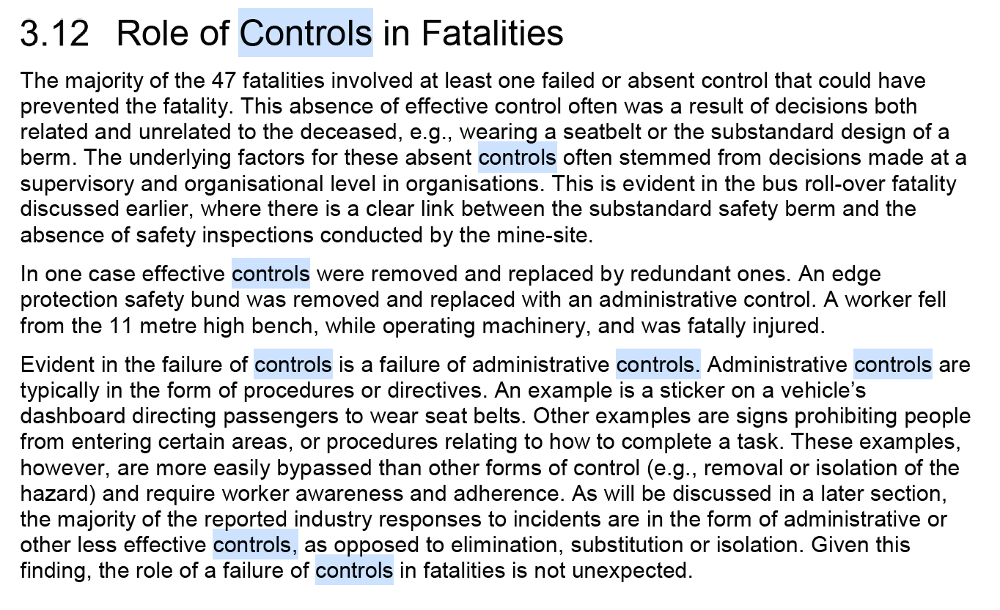 3.12 Role of Controls in Fatalities
The majority of the 47 fatalities involved at least one failed or absent control that could have
prevented the fatality. This absence of effective control often was a result of decisions both
related and unrelated to the deceased, e.g., wearing a seatbelt or the substandard design of a
berm. The underlying factors for these absent controls often stemmed from decisions made at a
supervisory and organisational level in organisations. This is evident in the bus roll-over fatality
discussed earlier, where there is a clear link between the substandard safety berm and the
absence of safety inspections conducted by the mine-site.
In one case effective controls were removed and replaced by redundant ones. An edge
protection safety bund was removed and replaced with an administrative control. A worker fell
from the 11 metre high bench, while operating machinery, and was fatally injured.
Evident in the failure of controls is a failure of administrative controls. Administrative controls are
typically in the form of procedures or directives. An example is a sticker on a vehicle’s
dashboard directing passengers to wear seat belts. Other examples are signs prohibiting people
from entering certain areas, or procedures relating to how to complete a task. These examples,
however, are more easily bypassed than other forms of control (e.g., removal or isolation of the
hazard) and require worker awareness and adherence. As will be discussed in a later section,
the majority of the reported industry responses to incidents are in the form of administrative or
other less effective controls, as opposed to elimination, substitution or isolation. Given this
finding, the role of a failure of controls in fatalities is not unexpected.